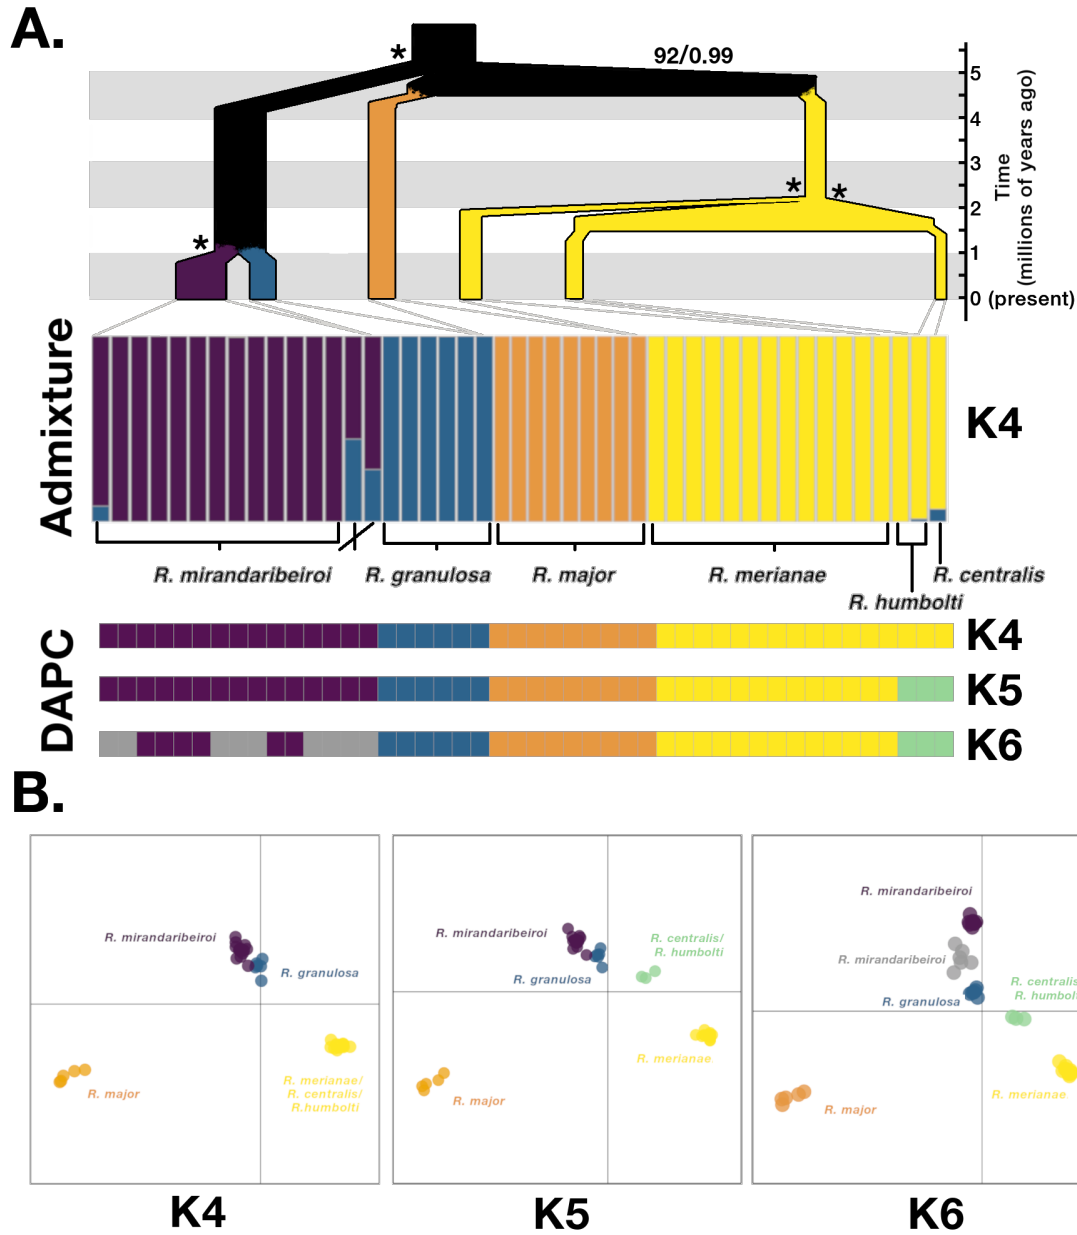 A.
*
92/0.99
5
4
3
2
1
0 (present)
Time
(millions of years ago)
*
*
*
Admixture
K4
R. mirandaribeiroi
R. granulosa
R. major
R. merianae
R. centralis
R. humbolti
DAPC
K4
K5
K6
B.
R. mirandaribeiroi
R. granulosa
R. major
R. merianae/
R. centralis/
R.humbolti
K4
R. mirandaribeiroi
R. granulosa
R. centralis/
R. humbolti
R. merianae
R. major
K5
R. mirandaribeiroi
R. mirandaribeiroi
R. granulosa
R. centralis
R. humbolt
R. merianae
R. major
K6